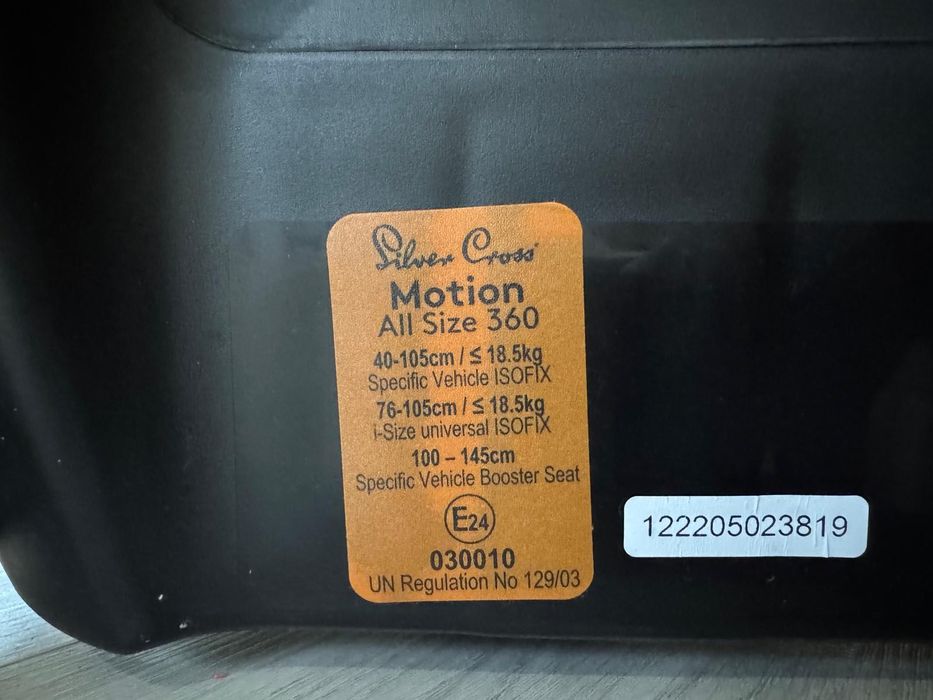 Silver Cross
Motion
All Size 360
40-105cm / ≤ 18.5kg
Specific Vehicle ISOFIX
76-105cm / ≤ 18.5kg
i-Size universal ISOFIX
100 – 145cm
Specific Vehicle Booster Seat
E24
030010
UN Regulation No 129/03
122205023819